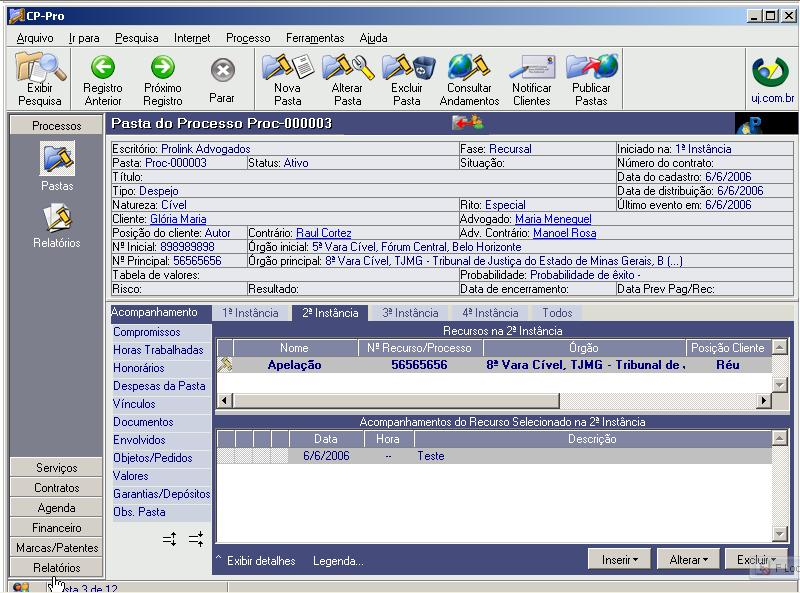 CP-Pro
Arquivo Ir para Pesquisa Internet Processo Ferramentas Ajuda
Exibir Pesquisa
Registro Anterior
Próximo Registro
Parar
Nova Pasta
Alterar Pasta
Excluir Pasta
Consultar Andamentos
Notificar Clientes
Publicar Pastas
uj.com.br
Processos
Pastas
Relatórios
Serviços
Contratos
Agenda
Financeiro
Marcas/Patentes
Relatórios
Pasta do Processo Proc-000003
Escritório: Prolink Advogados Fase: Recursal Iniciado na: 1ª Instância
Pasta: Proc-000003 Status: Ativo Situação: Número do contrato:
Título: Data do cadastro: 6/6/2006
Tipo: Despejo Data de distribuição: 6/6/2006
Natureza: Cível Rito: Especial Último evento em: 6/6/2006
Cliente: Glória Maria Advogado: Maria Meneguel
Posição do cliente: Autor Contrário: Raul Cortez Adv. Contrário: Manoel Rosa
Nº Inicial: 898989898 Órgão inicial: 5ª Vara Cível, Fórum Central, Belo Horizonte
Nº Principal: 56565656 Órgão principal: 8ª Vara Cível, TJMG - Tribunal de Justiça do Estado de Minas Gerais, B (...)
Tabela de valores: Probabilidade: Probabilidade de êxito -
Risco: Resultado: Data de encerramento: Data Prev Pag/Rec:
Acompanhamento
Compromissos
Horas Trabalhadas
Honorários
Despesas da Pasta
Vínculos
Documentos
Envolvidos
Objetos/Pedidos
Valores
Garantias/Depósitos
Obs. Pasta
1ª Instância 2ª Instância 3ª Instância 4ª Instância Todos
Recursos na 2ª Instância
Nome Nº Recurso/Processo Órgão Posição Cliente
Apelação 56565656 8ª Vara Cível, TJMG - Tribunal de Réu
Acompanhamentos do Recurso Selecionado na 2ª Instância
Data Hora Descrição
6/6/2006 -- Teste
^ Exibir detalhes Legenda... Inserir Alterar Excluir
3 de 12